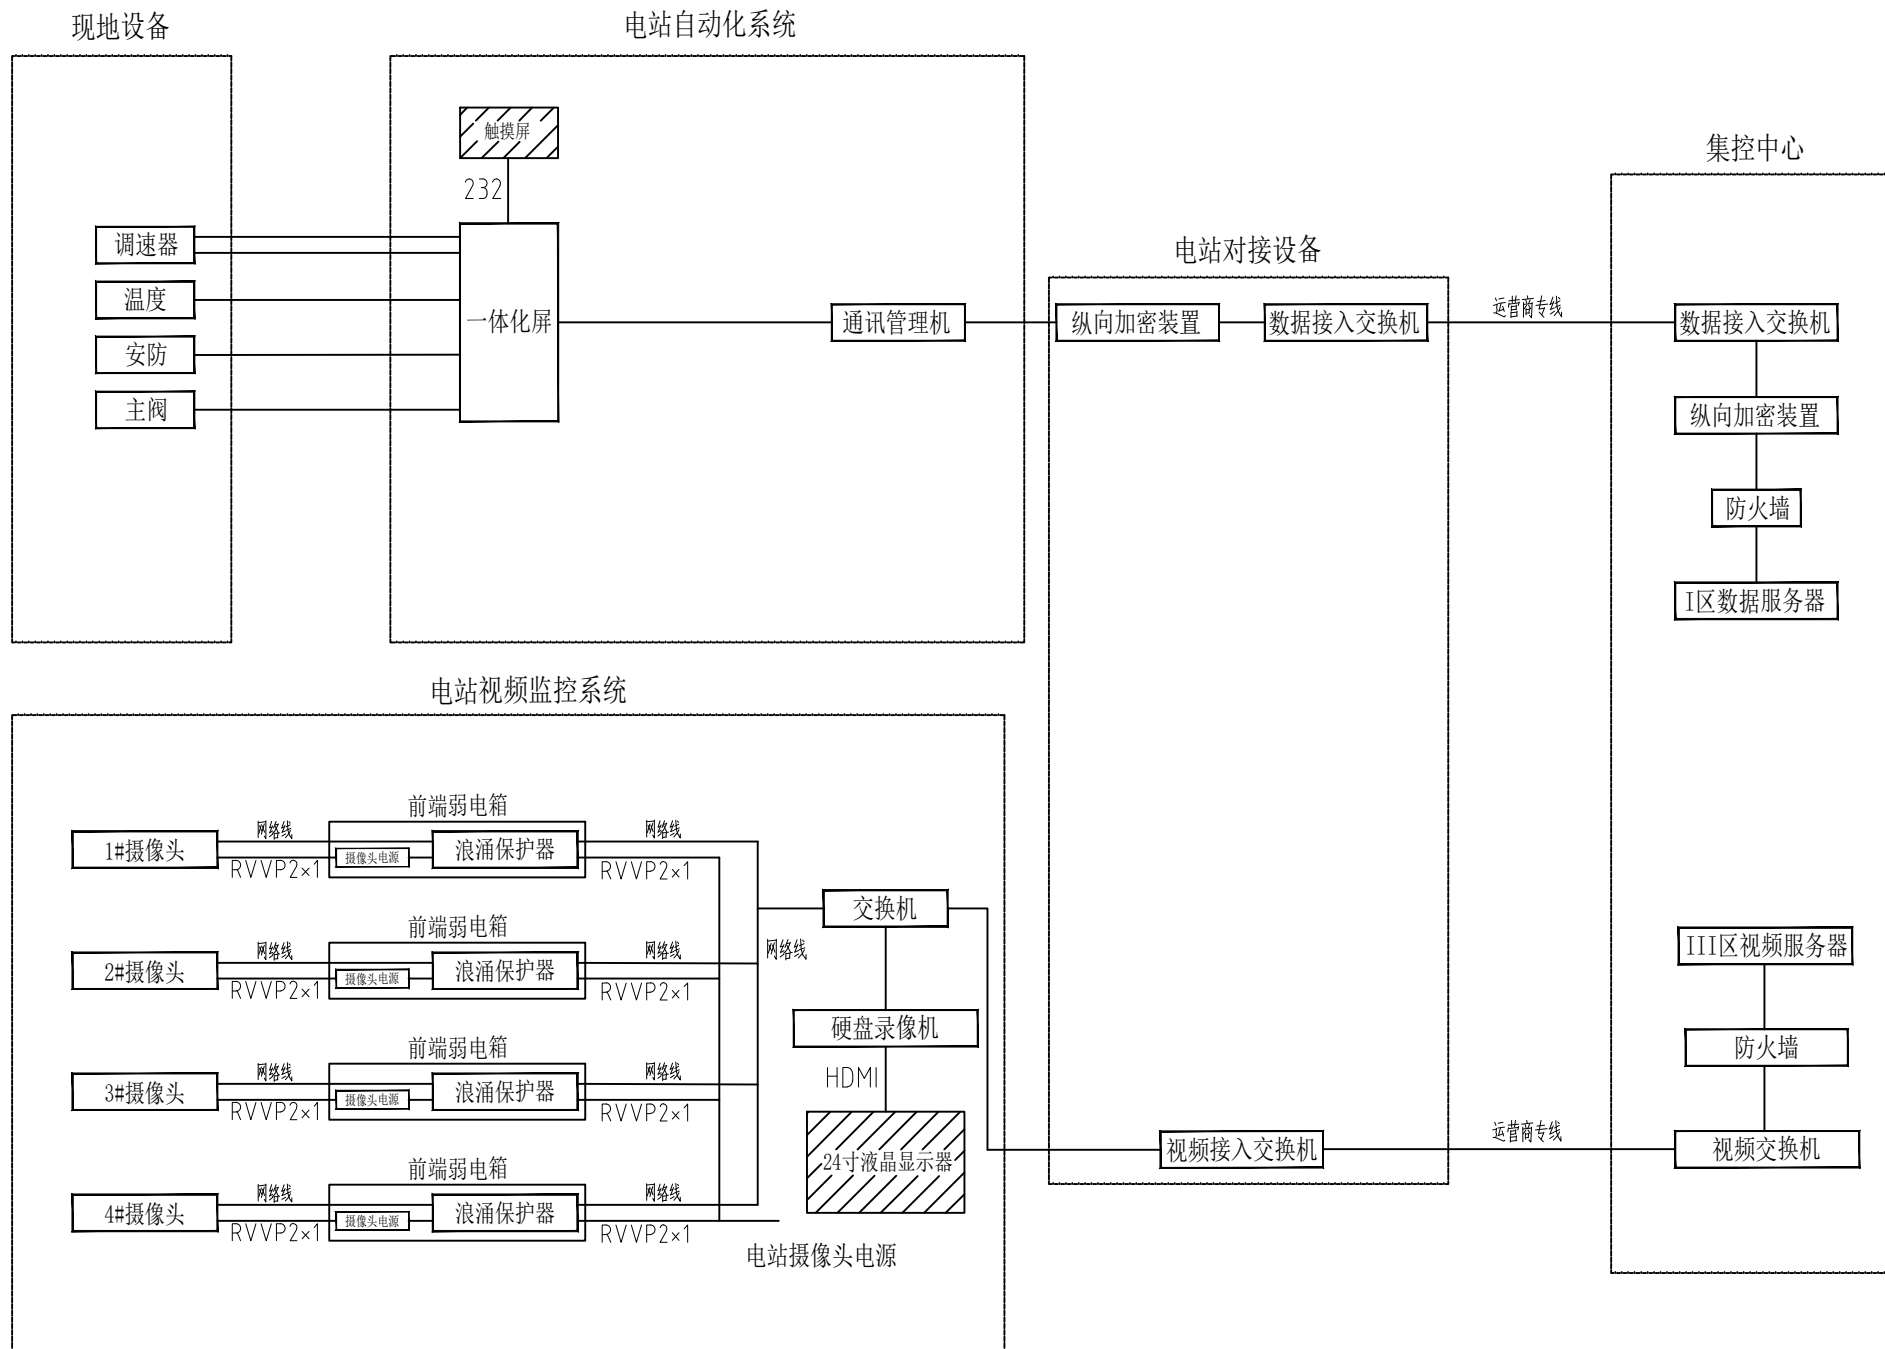 现地设备
电站自动化系统
触摸屏
232
集控中心
调速器
电站对接设备
温度
一体化屏
通讯管理机
纵向加密装置
数据接入交换机
运营商专线
数据接入交换机
安防
主阀
纵向加密装置
防火墙
I区数据服务器
电站视频监控系统
前端弱电箱
网络线
网络线
1#摄像头
摄像头电源
浪涌保护器
RVVP2×1
RVVP2×1
交换机
前端弱电箱
网络线
网络线
网络线
2#摄像头
摄像头电源
浪涌保护器
RVVP2×1
RVVP2×1
III区视频服务器
硬盘录像机
前端弱电箱
防火墙
网络线
网络线
HDMI
3#摄像头
摄像头电源
浪涌保护器
RVVP2×1
RVVP2×1
运营商专线
视频接入交换机
视频交换机
24寸液晶显示器
前端弱电箱
网络线
网络线
4#摄像头
摄像头电源
浪涌保护器
RVVP2×1
RVVP2×1
电站摄像头电源